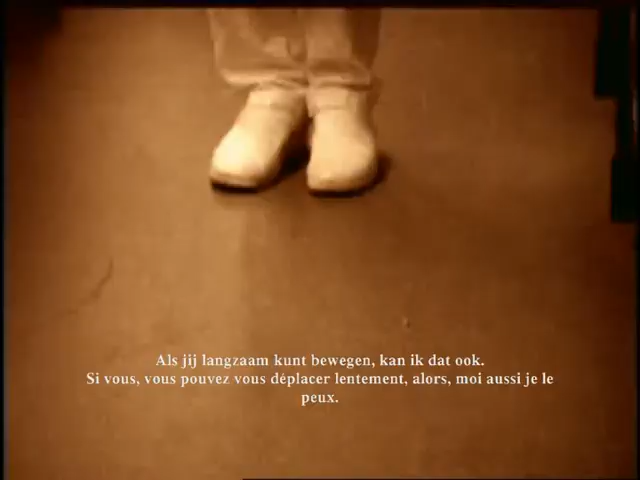 Als jij langzaam kunt bewegen, kan ik dat ook.
Si vous, vous pouvez vous déplacer lentement, alors, moi aussi je le
peux.